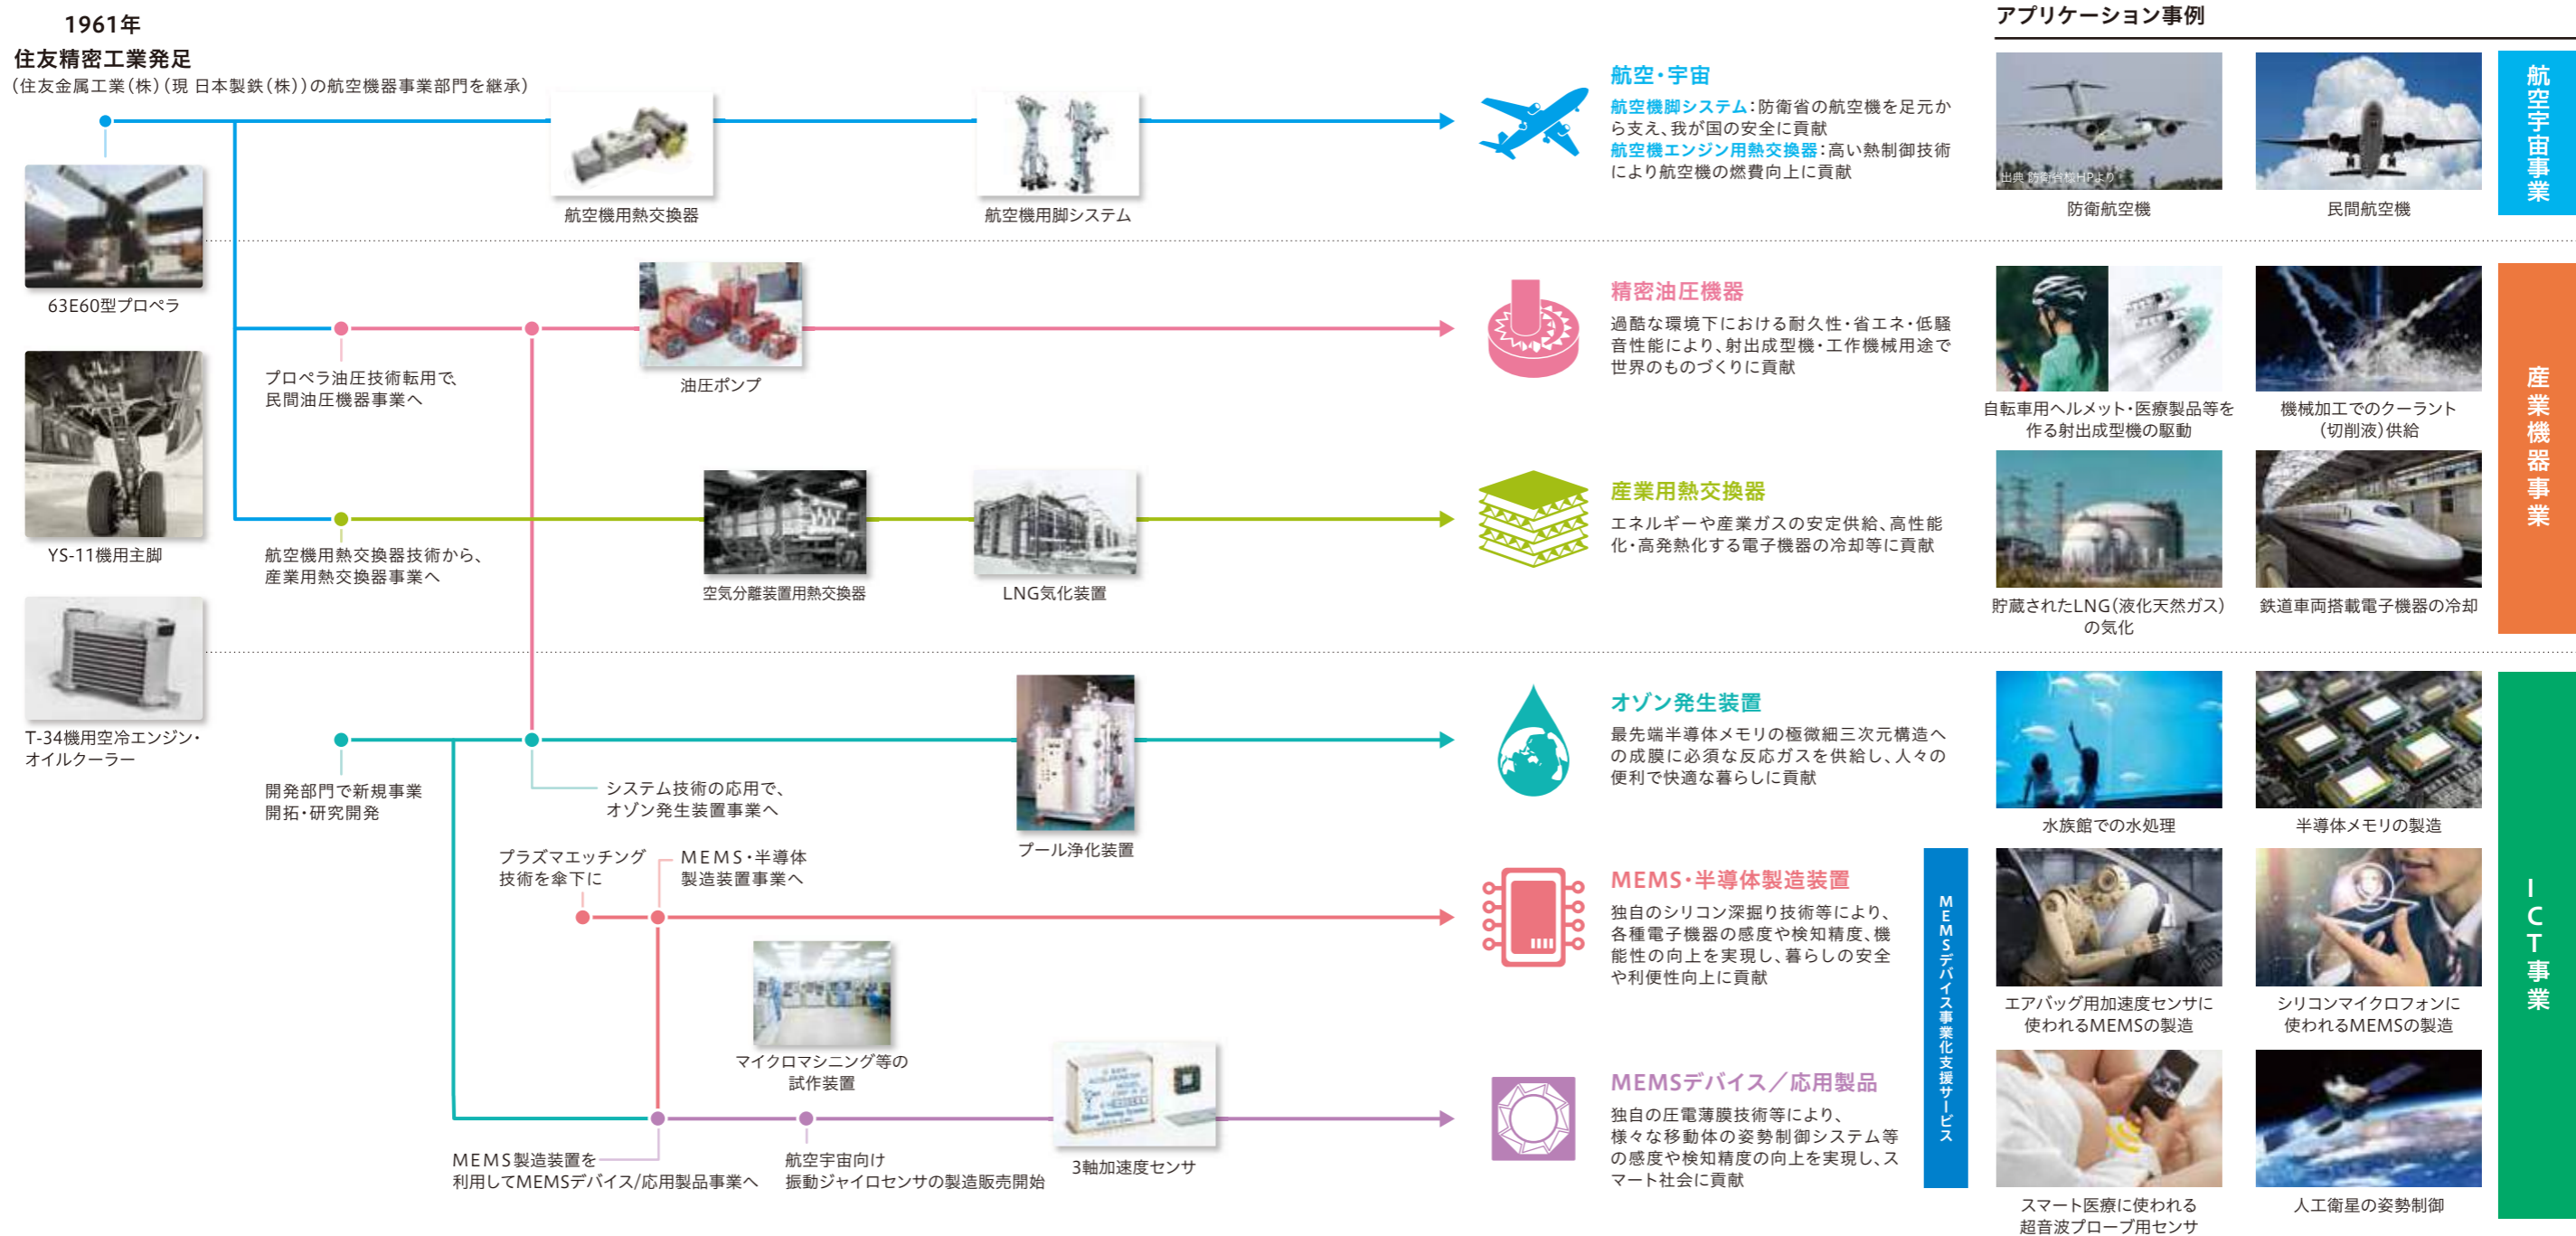 1961年
住友精密工業発足
(住友金属工業(株)(現 日本製鉄(株))の航空機器事業部門を継承)
63E60型プロペラ
YS-11機用主脚
T-34機用空冷エンジン・
オイルクーラー
航空機用熱交換器
航空機用脚システム
航空・宇宙
航空機脚システム:防衛省の航空機を足元か
ら支え、我が国の安全に貢献
航空機エンジン用熱交換器:高い熱制御技術
により航空機の燃費向上に貢献
アプリケーション事例
出典 防衛省様HPより
防衛航空機
民間航空機
航空宇宙事業
プロペラ油圧技術転用で、
民間油圧機器事業へ
油圧ポンプ
精密油圧機器
過酷な環境下における耐久性・省エネ・低騒
音性能により、射出成型機・工作機械用途で
世界のものづくりに貢献
自転車用ヘルメット・医療製品等を
作る射出成型機の駆動
機械加工でのクーラント
(切削液)供給
航空機用熱交換器技術から、
産業用熱交換器事業へ
空気分離装置用熱交換器
LNG気化装置
産業用熱交換器
エネルギーや産業ガスの安定供給、高性能
化・高発熱化する電子機器の冷却等に貢献
貯蔵されたLNG(液化天然ガス)
の気化
鉄道車両搭載電子機器の冷却
産業機器事業
開発部門で新規事業
開拓・研究開発
システム技術の応用で、
オゾン発生装置事業へ
プール浄化装置
オゾン発生装置
最先端半導体メモリの極微細三次元構造へ
の成膜に必須な反応ガスを供給し、人々の
便利で快適な暮らしに貢献
水族館での水処理
半導体メモリの製造
プラズマエッチング
技術を傘下に
MEMS・半導体
製造装置事業へ
マイクロマシニング等の
試作装置
MEMS・半導体製造装置
独自のシリコン深掘り技術等により、
各種電子機器の感度や検知精度、機
能性の向上を実現し、暮らしの安全
や利便性向上に貢献
MEMSデバイス事業化支援サービス
エアバッグ用加速度センサに
使われるMEMSの製造
シリコンマイクロフォンに
使われるMEMSの製造
MEMS製造装置を
利用してMEMSデバイス/応用製品事業へ
航空宇宙向け
振動ジャイロセンサの製造販売開始
3軸加速度センサ
MEMSデバイス/応用製品
独自の圧電薄膜技術等により、
様々な移動体の姿勢制御システム等
の感度や検知精度の向上を実現し、ス
マート社会に貢献
スマート医療に使われる
超音波プローブ用センサ
人工衛星の姿勢制御
ICT事業